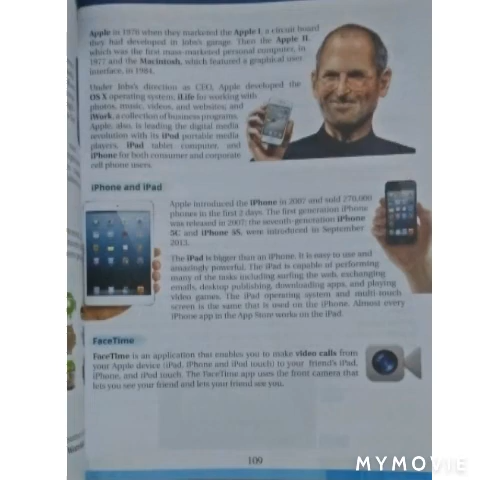 Apple in 1976 when they marketed the Apple I, a circuit board
they had developed in Jobs's garage. Then the Apple II,
which was the first mass-marketed personal computer, in
1977 and the Macintosh, which featured a graphical user
interface, in 1984.
Under Jobs's direction as CEO, Apple developed the
OS X operating system; iLife for working with
photos, music, videos, and websites; and
iWork, a collection of business programs.
Apple, also, is leading the digital media
revolution with its iPod portable media
players, iPad tablet computer, and
iPhone for both consumer and corporate
cell phone users.
iPhone and iPad
Apple introduced the iPhone in 2007 and sold 270,000
phones in the first 2 days. The first generation iPhone
was released in 2007; the seventh-generation iPhone
5C and iPhone 5S, were introduced in September
2013.
The iPad is bigger than an iPhone. It is easy to use and
amazingly powerful. The iPad is capable of performing
many of the tasks including surfing the web, exchanging
emails, desktop publishing, downloading apps, and playing
video games. The iPad operating system and multi-touch
screen is the same that is used on the iPhone. Almost every
iPhone app in the App Store works on the iPad.
FaceTime
FaceTime is an application that enables you to make video calls from
your Apple device (iPad, iPhone and iPod touch) to your friend's iPad,
iPhone, and iPod touch. The FaceTime app uses the front camera that
lets you see your friend and lets your friend see you.
109
MYMOVIE